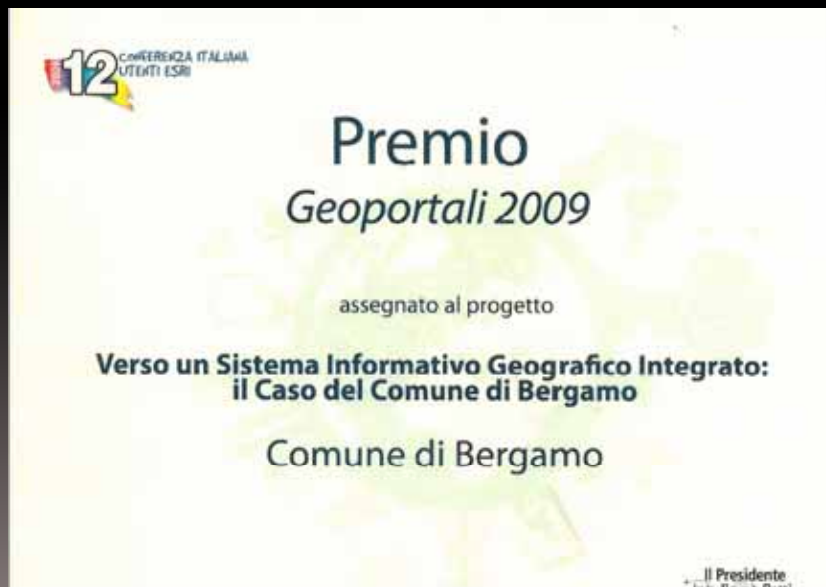 12 CONFERENZA ITALIANA
UTENTI ESRI
Premio
Geoportali 2009
assegnato al progetto
Verso un Sistema Informativo Geografico Integrato:
il Caso del Comune di Bergamo
Comune di Bergamo
Il Presidente